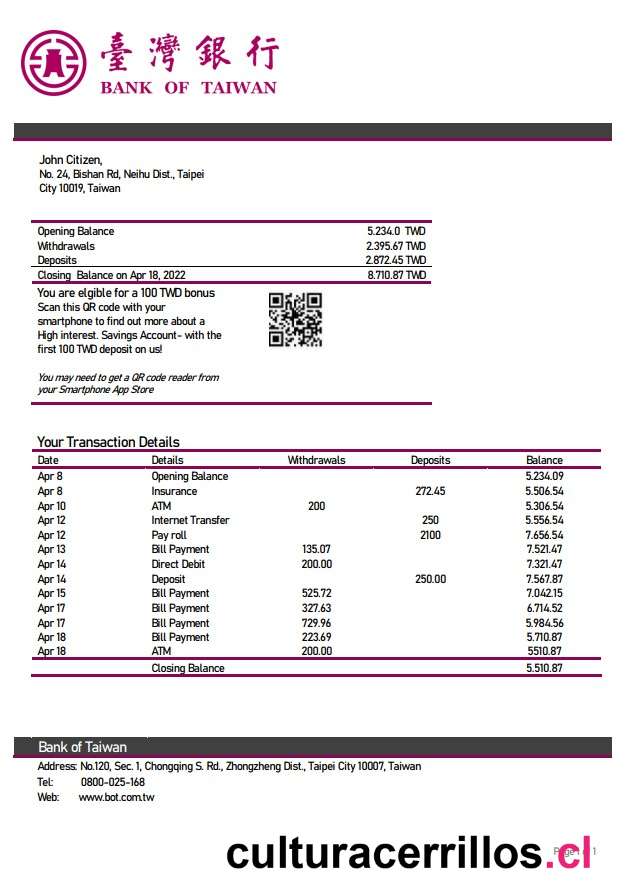 臺灣銀行
BANK OF TAIWAN
John Citizen,
No. 24, Bishan Rd, Neihu Dist., Taipei
City 10019, Taiwan
Opening Balance 5.234.0 TWD
Withdrawals 2.395.67 TWD
Deposits 2.872.45 TWD
Closing Balance on Apr 18, 2022 8.710.87 TWD
You are elgible for a 100 TWD bonus
Scan this QR code with your
smartphone to find out more about a
High interest. Savings Account- with the
first 100 TWD deposit on us!
You may need to get a QR code reader from
your Smartphone App Store
Your Transaction Details
Date Details Withdrawals Deposits Balance
Apr 8 Opening Balance 5.234.09
Apr 8 Insurance 272.45 5.506.54
Apr 10 ATM 200 5.306.54
Apr 12 Internet Transfer 250 5.556.54
Apr 12 Pay roll 2100 7.656.54
Apr 13 Bill Payment 135.07 7.521.47
Apr 14 Direct Debit 200.00 7.321.47
Apr 14 Deposit 250.00 7.567.87
Apr 15 Bill Payment 525.72 7.042.15
Apr 17 Bill Payment 327.63 6.714.52
Apr 17 Bill Payment 729.96 5.984.56
Apr 18 Bill Payment 223.69 5.710.87
Apr 18 ATM 200.00 5510.87
Closing Balance 5.510.87
Bank of Taiwan
Address: No.120, Sec. 1, Chongqing S. Rd., Zhongzheng Dist., Taipei City 10007, Taiwan
Tel: 0800-025-168
Web: www.bot.com.tw
culturacerrillos.cl